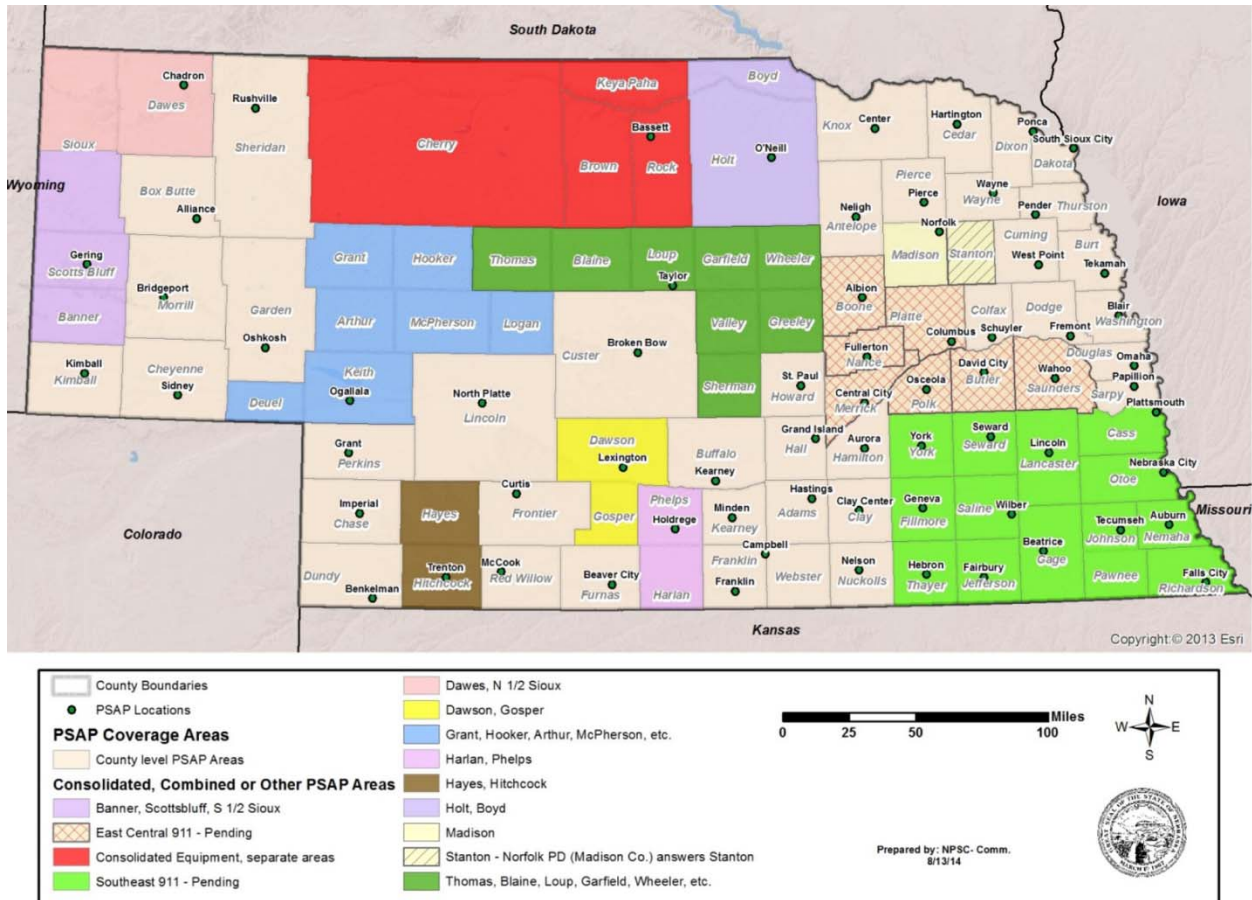 South Dakota
Chadron
Dawes
Rushville
Sheridan
Sioux
Cherry
Keya Paha
Bassett
Brown
Rock
Boyd
O'Neill
Holt
Knox
Center
Hartington
Cedar
Ponca
Dixon
South Sioux City
Dakota
Wyoming
Box Butte
Alliance
Pierce
Pierce
Wayne
Wayne
Pender
Thurston
Iowa
Neligh
Antelope
Norfolk
Madison
Stanton
Cuming
West Point
Burt
Tekamah
Gering
Scotts Bluff
Bridgeport
Morrill
Banner
Garden
Oshkosh
Grant
Hooker
Thomas
Blaine
Loup
Taylor
Garfield
Wheeler
Arthur
McPherson
Logan
Valley
Greeley
Albion
Boone
Platte
Columbus
Colfax
Schuyler
Dodge
Fremont
Blair
Washington
Kimball
Kimball
Cheyenne
Sidney
Deuel
Keith
Ogallala
Custer
Broken Bow
Sherman
St. Paul
Howard
Fullerton
Nance
Central City
Merrick
Osceola
Polk
David City
Butler
Wahoo
Saunders
Douglas
Omaha
Papillion
Sarpy
Plattsmouth
North Platte
Lincoln
Grant
Perkins
Dawson
Lexington
Buffalo
Kearney
Grand Island
Hall
Aurora
Hamilton
York
York
Seward
Seward
Lincoln
Lancaster
Cass
Otoe
Nebraska City
Colorado
Imperial
Chase
Hayes
Curtis
Frontier
Gosper
Phelps
Holdrege
Minden
Kearney
Hastings
Adams
Clay Center
Clay
Geneva
Fillmore
Saline
Wilber
Beatrice
Gage
Tecumseh
Johnson
Auburn
Nemaha
Missouri
Dundy
Benkelman
Trenton
Hitchcock
McCook
Red Willow
Beaver City
Furnas
Harlan
Franklin
Franklin
Campbell
Webster
Nelson
Nuckolls
Hebron
Thayer
Fairbury
Jefferson
Pawnee
Falls City
Richardson
Kansas
Copyright:© 2013 Esri
County Boundaries
PSAP Locations
PSAP Coverage Areas
County level PSAP Areas
Consolidated, Combined or Other PSAP Areas
Banner, Scottsbluff, S 1/2 Sioux
East Central 911 - Pending
Consolidated Equipment, separate areas
Southeast 911 - Pending
Dawes, N 1/2 Sioux
Dawson, Gosper
Grant, Hooker, Arthur, McPherson, etc.
Harlan, Phelps
Hayes, Hitchcock
Holt, Boyd
Madison
Stanton - Norfolk PD (Madison Co.) answers Stanton
Thomas, Blaine, Loup, Garfield, Wheeler, etc.
Miles
0 25 50 100
N
W E
S
Prepared by: NPSC- Comm.
8/13/14